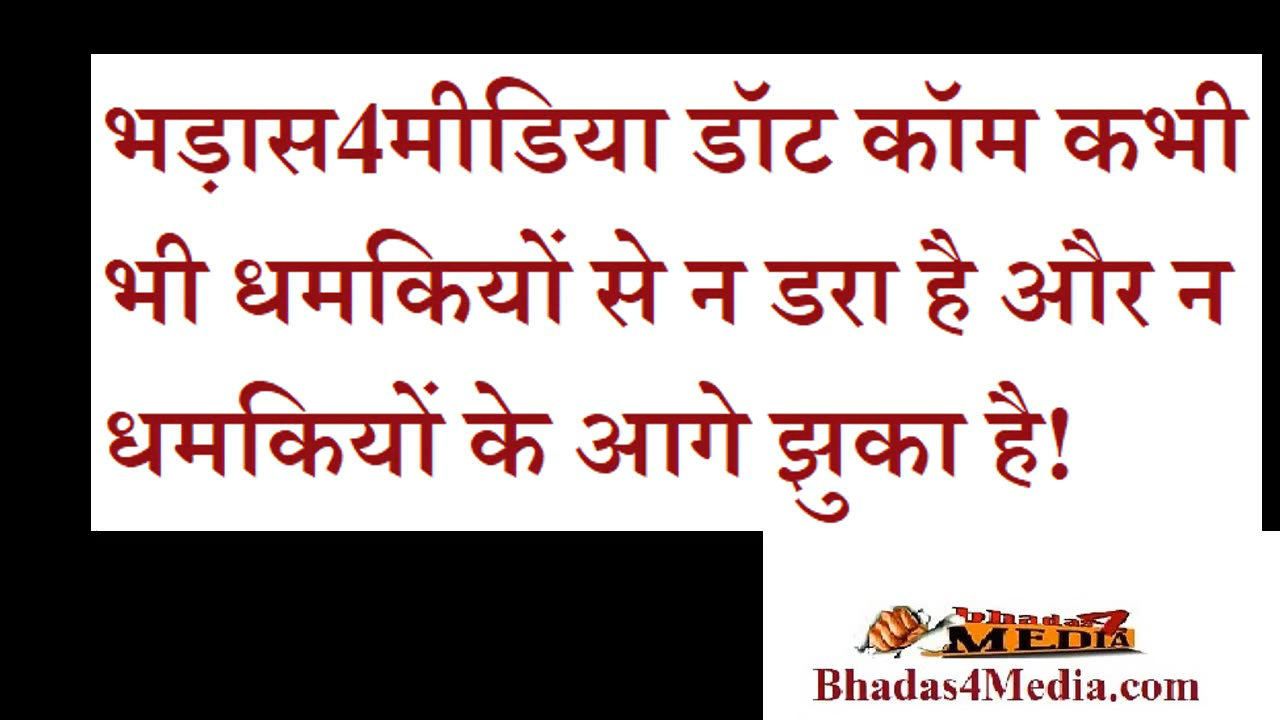 भड़ास4मीडिया डॉट कॉम कभी
भी धमकियों से न डरा है और न
धमकियों के आगे झुका है!
bhadas4
MEDIA
Bhadas4Media.com